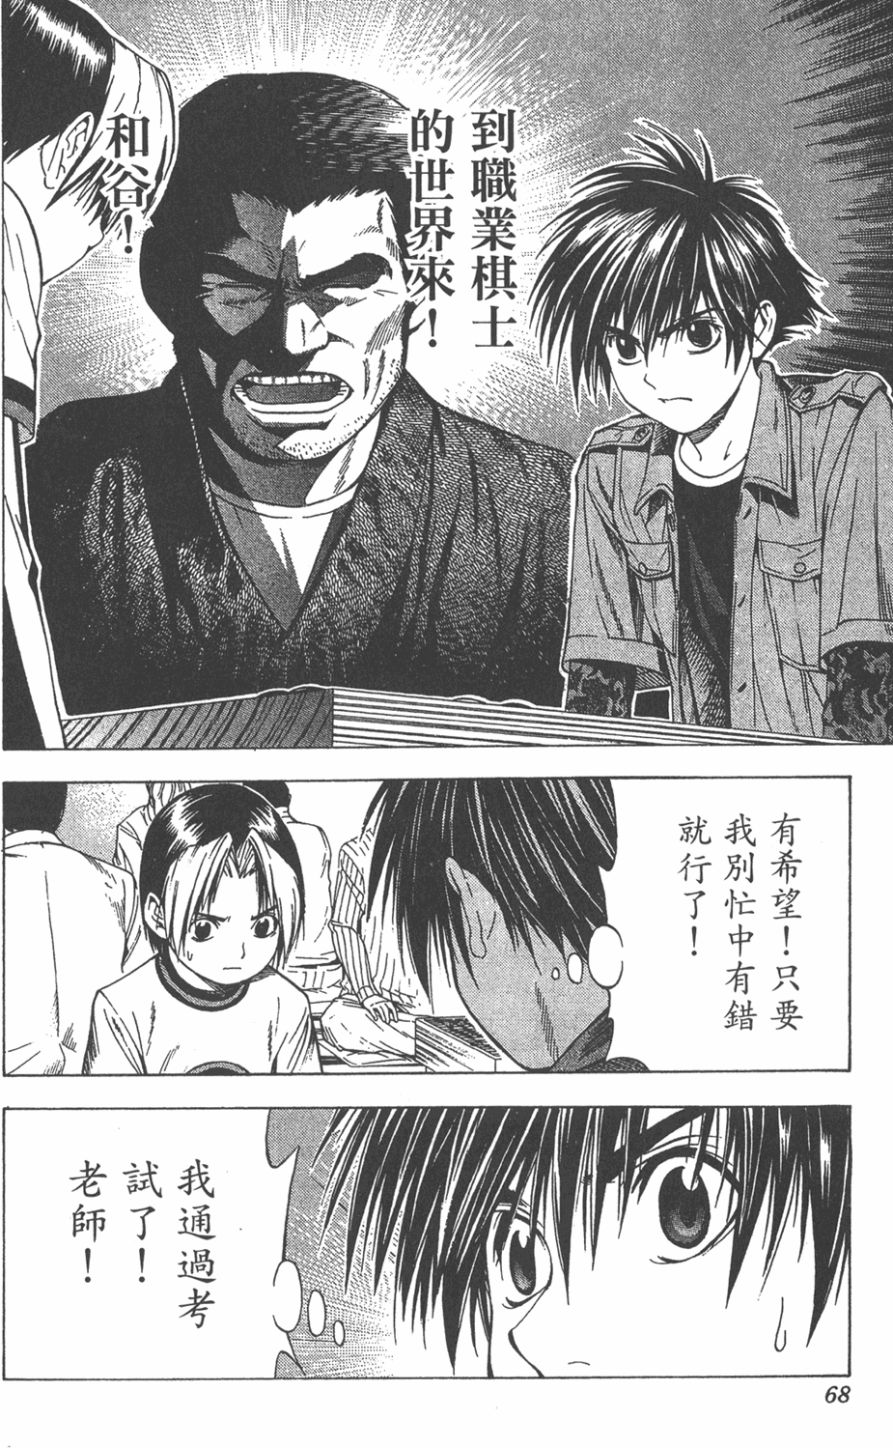 到職業棋士
的世界來！
和谷！
有希望！只要
我別忙中有錯
就行了！
我通過考
試了！
老師！
68